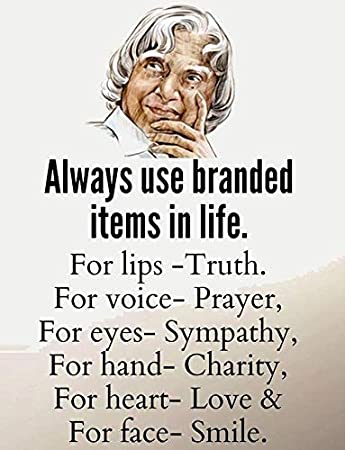 Always use branded
items in life.
For lips -Truth.
For voice- Prayer,
For eyes- Sympathy,
For hand- Charity,
For heart- Love &
For face- Smile.